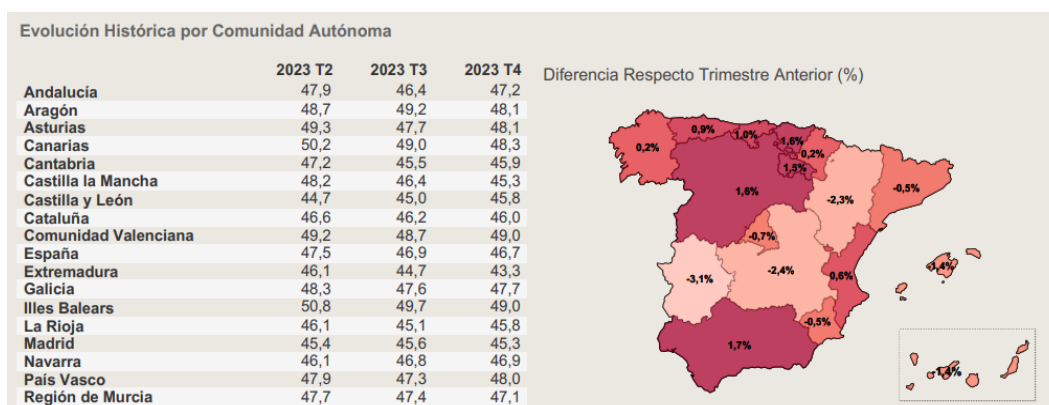 Evolución Histórica por Comunidad Autónoma
2023 T2 2023 T3 2023 T4
Andalucía 47,9 46,4 47,2
Aragón 48,7 49,2 48,1
Asturias 49,3 47,7 48,1
Canarias 50,2 49,0 48,3
Cantabria 47,2 45,5 45,9
Castilla la Mancha 48,2 46,4 45,3
Castilla y León 44,7 45,0 45,8
Cataluña 46,6 46,2 46,0
Comunidad Valenciana 49,2 48,7 49,0
España 47,5 46,9 46,7
Extremadura 46,1 44,7 43,3
Galicia 48,3 47,6 47,7
Illes Balears 50,8 49,7 49,0
La Rioja 46,1 45,1 45,8
Madrid 45,4 45,6 45,3
Navarra 46,1 46,8 46,9
País Vasco 47,9 47,3 48,0
Región de Murcia 47,7 47,4 47,1
Diferencia Respecto Trimestre Anterior (%)
0,9%
1,0%
1,6%
0,2%
0,2%
1,5%
1,6%
-2,3%
-0,5%
-0,7%
-3,1%
-2,4%
0,6%
-1,4%
-0,5%
1,7%
-1,4%